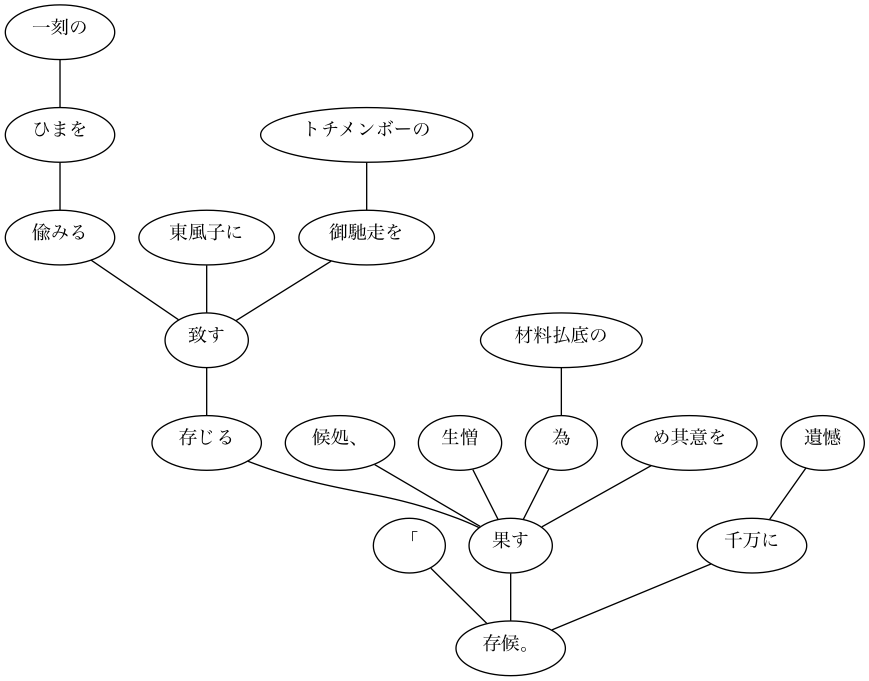 一刻の
ひまを
トチメンボーの
偸みる
東風子に
御馳走を
致す
材料払底の
存じる
候処、
生憎
為
め其意を
遺憾
「
果す
千万に
存候。